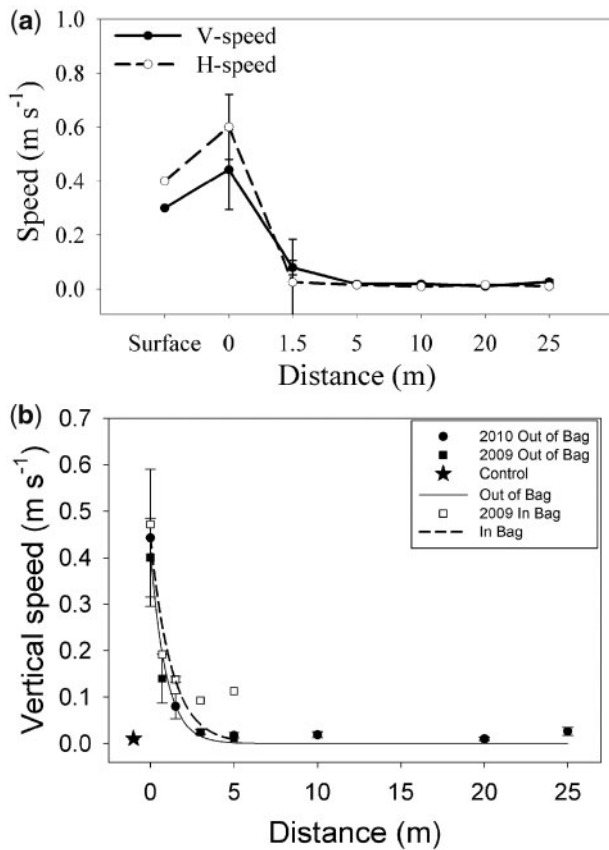 (a)
V-speed
H-speed
1.0
0.8
0.6
0.4
0.2
0.0
Speed (m s⁻¹)
Surface 0 1.5 5 10 20 25
Distance (m)
(b)
0.7
0.6
0.5
0.4
0.3
0.2
0.1
0.0
Vertical speed (m s⁻¹)
2010 Out of Bag
2009 Out of Bag
Control
Out of Bag
2009 In Bag
In Bag
0 5 10 15 20 25
Distance (m)